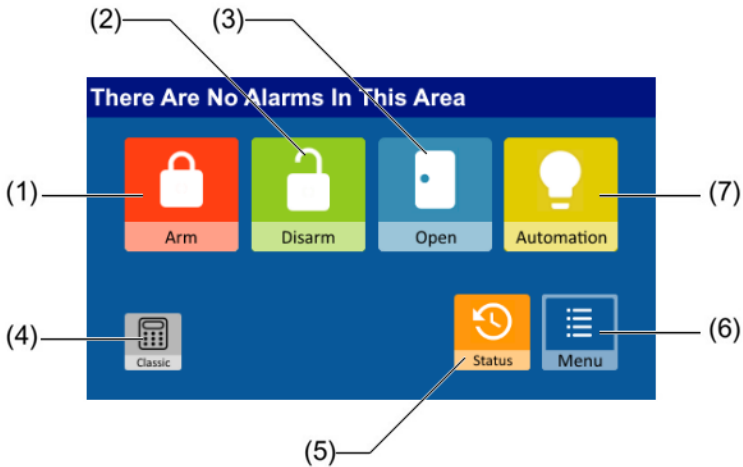 (2)
(3)
There Are No Alarms In This Area
(1)
(7)
Arm
Disarm
Open
Automation
(4)
(6)
Classic
Status
Menu
(5)